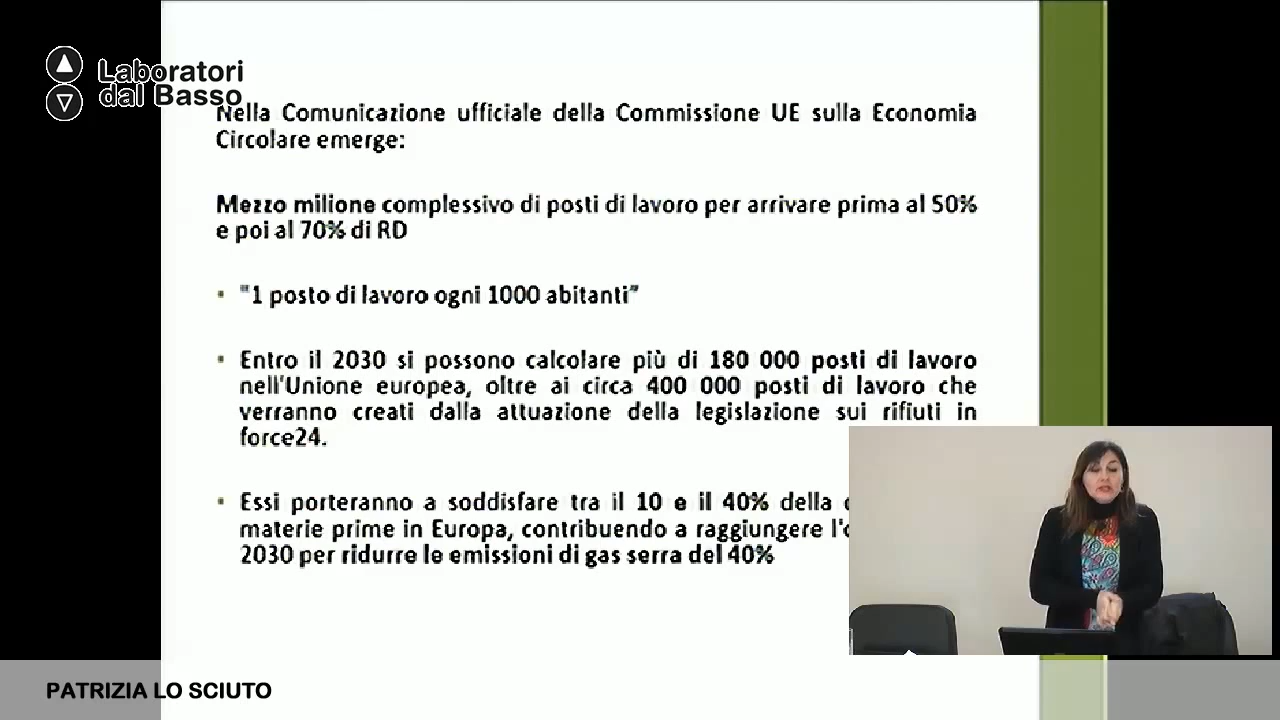 Laboratori
dal Basso
Nella Comunicazione ufficiale della Commissione UE sulla Economia
Circolare emerge:
Mezzo milione complessivo di posti di lavoro per arrivare prima al 50%
e poi al 70% di RD
• "1 posto di lavoro ogni 1000 abitanti”
• Entro il 2030 si possono calcolare più di 180 000 posti di lavoro
nell'Unione europea, oltre ai circa 400 000 posti di lavoro che
verranno creati dalla attuazione della legislazione sui rifiuti in
force24.
• Essi porteranno a soddisfare tra il 10 e il 40% della
materie prime in Europa, contribuendo a raggiungere
2030 per ridurre le emissioni di gas serra del 40%
PATRIZIA LO SCIUTO